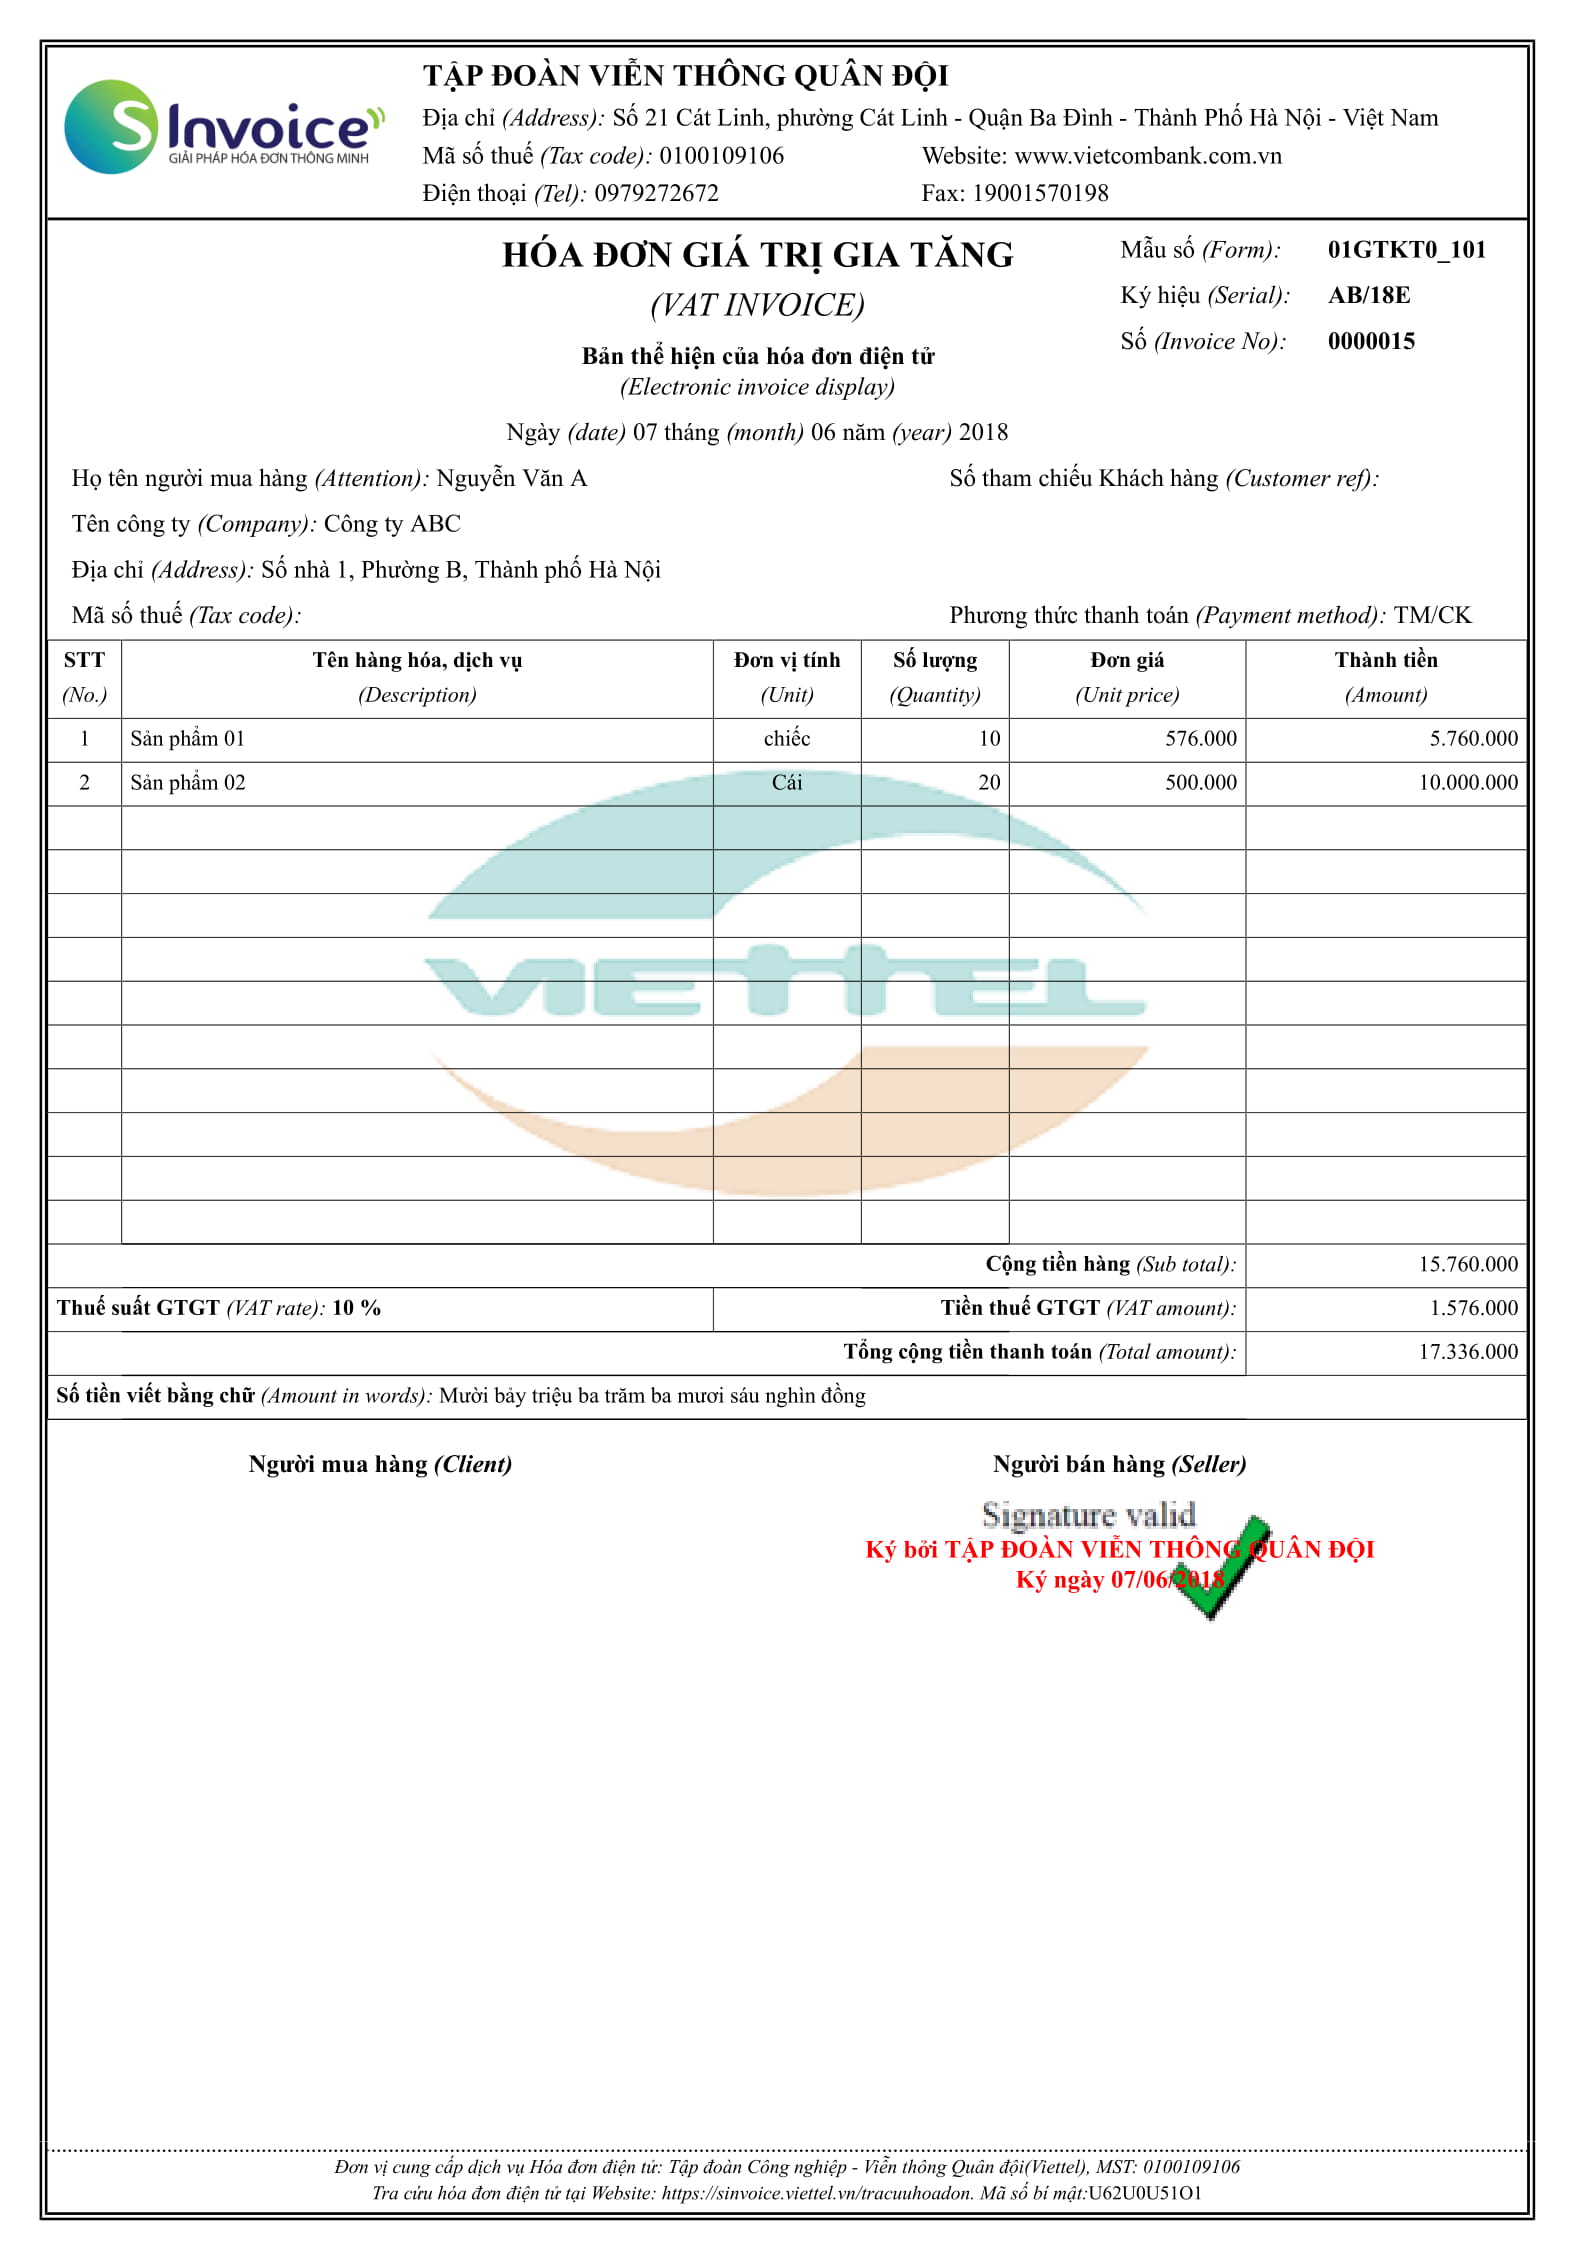 S Invoice
GIẢI PHÁP HÓA ĐƠN THÔNG MINH
TẬP ĐOÀN VIỄN THÔNG QUÂN ĐỘI
Địa chỉ (Address): Số 21 Cát Linh, phường Cát Linh - Quận Ba Đình - Thành Phố Hà Nội - Việt Nam
Mã số thuế (Tax code): 0100109106 Website: www.vietcombank.com.vn
Điện thoại (Tel): 0979272672 Fax: 19001570198
HÓA ĐƠN GIÁ TRỊ GIA TĂNG
(VAT INVOICE)
Bản thể hiện của hóa đơn điện tử
(Electronic invoice display)
Ngày (date) 07 tháng (month) 06 năm (year) 2018
Mẫu số (Form): 01GTKT0_101
Ký hiệu (Serial): AB/18E
Số (Invoice No): 0000015
Họ tên người mua hàng (Attention): Nguyễn Văn A Số tham chiếu Khách hàng (Customer ref):
Tên công ty (Company): Công ty ABC
Địa chỉ (Address): Số nhà 1, Phường B, Thành phố Hà Nội
Mã số thuế (Tax code): Phương thức thanh toán (Payment method): TM/CK
STT Tên hàng hóa, dịch vụ Đơn vị tính Số lượng Đơn giá Thành tiền
(No.) (Description) (Unit) (Quantity) (Unit price) (Amount)
1 Sản phẩm 01 chiếc 10 576.000 5.760.000
2 Sản phẩm 02 Cái 20 500.000 10.000.000
VIETTEL
Cộng tiền hàng (Sub total): 15.760.000
Thuế suất GTGT (VAT rate): 10 % Tiền thuế GTGT (VAT amount): 1.576.000
Tổng cộng tiền thanh toán (Total amount): 17.336.000
Số tiền viết bằng chữ (Amount in words): Mười bảy triệu ba trăm ba mươi sáu nghìn đồng
Người mua hàng (Client) Người bán hàng (Seller)
Signature valid
Ký bởi TẬP ĐOÀN VIỄN THÔNG QUÂN ĐỘI
Ký ngày 07/06/2018
Đơn vị cung cấp dịch vụ Hóa đơn điện tử: Tập đoàn Công nghiệp - Viễn thông Quân đội(Viettel), MST: 0100109106
Tra cứu hóa đơn điện tử tại Website: https://sinvoice.viettel.vn/tracuuhoadon. Mã số bí mật:U62U0U51O1